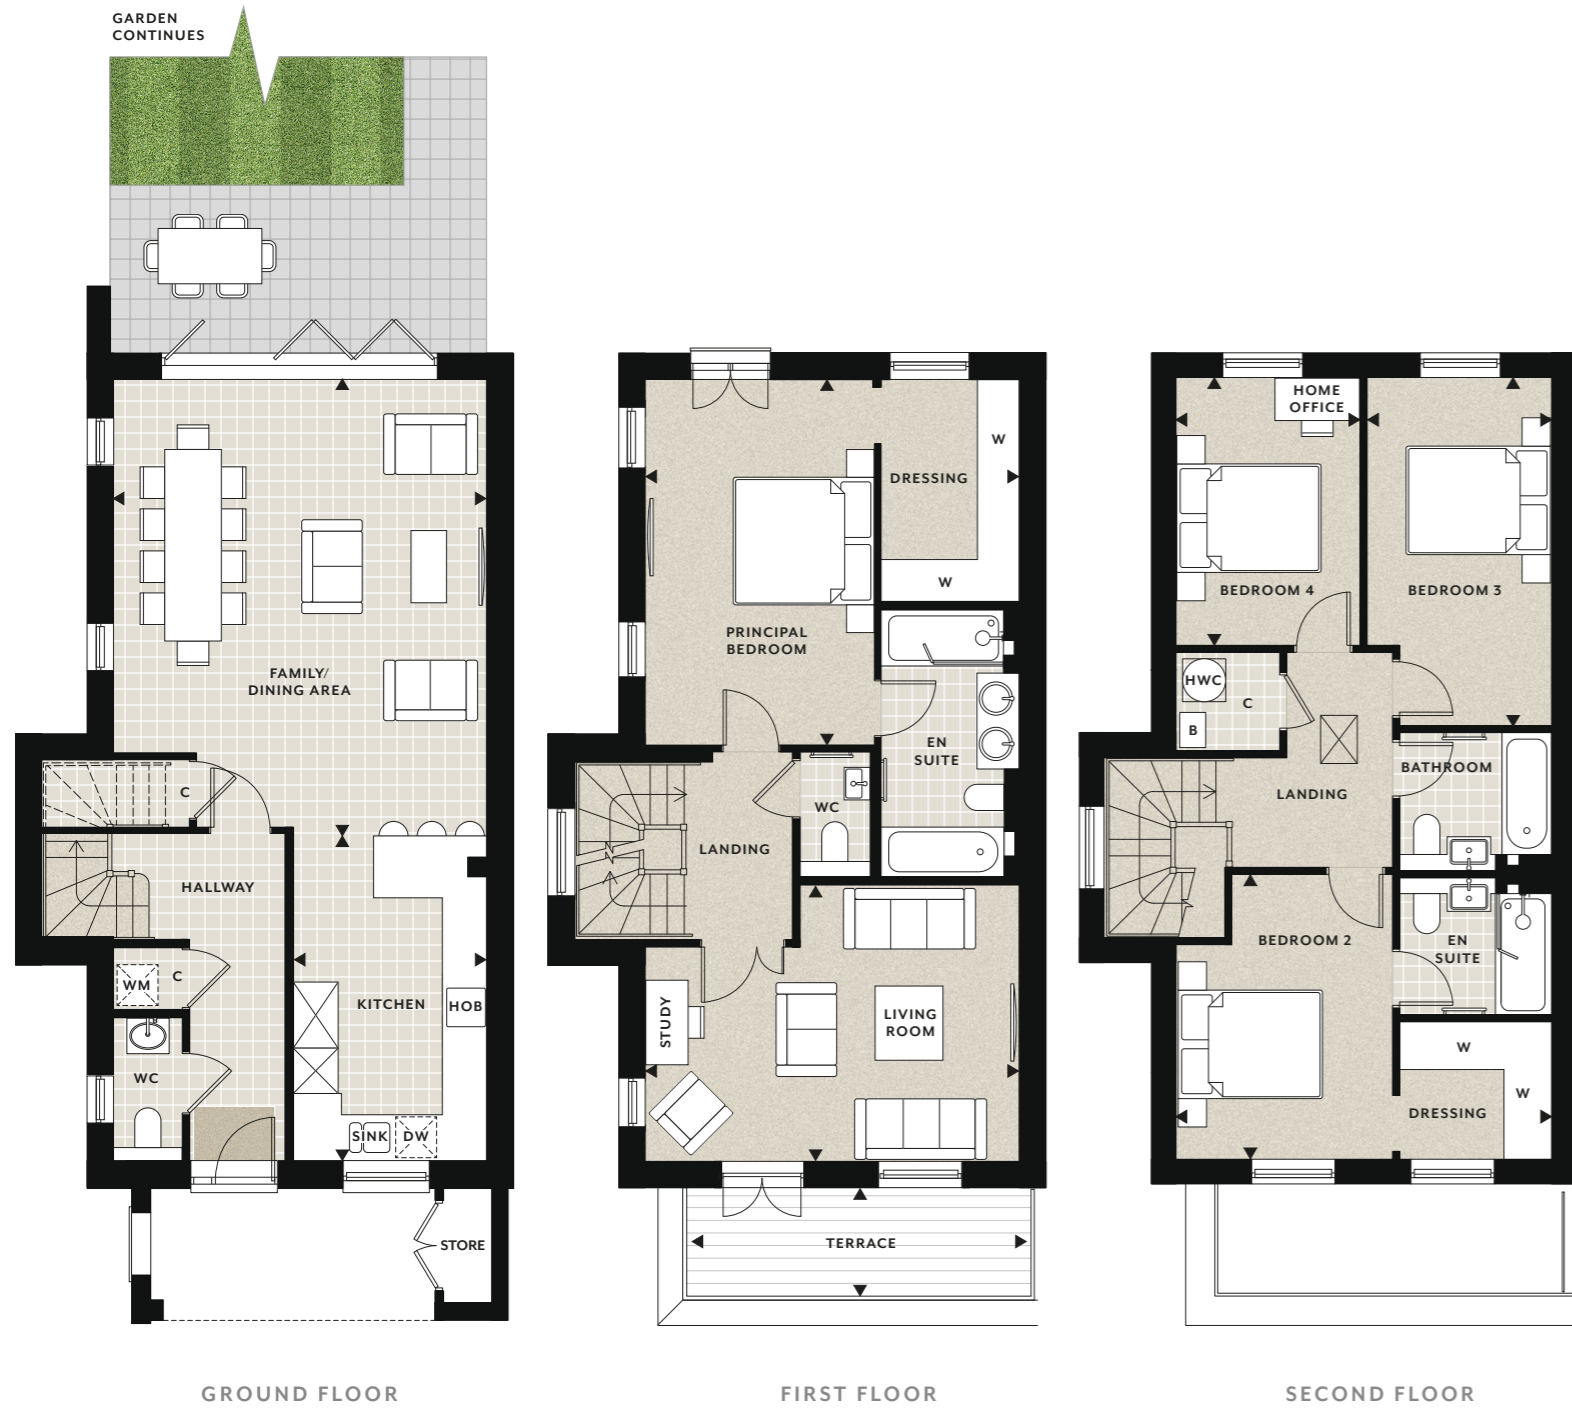 GARDEN
CONTINUES
FAMILY/
DINING AREA
C
HALLWAY
C
WM
KITCHEN
HOB
WC
SINK
DW
STORE
GROUND FLOOR
W
DRESSING
W
PRINCIPAL
BEDROOM
EN
SUITE
WC
LANDING
STUDY
LIVING
ROOM
TERRACE
FIRST FLOOR
HOME
OFFICE
BEDROOM 4
BEDROOM 3
HWC
C
B
BATHROOM
LANDING
BEDROOM 2
EN
SUITE
W
W
DRESSING
SECOND FLOOR